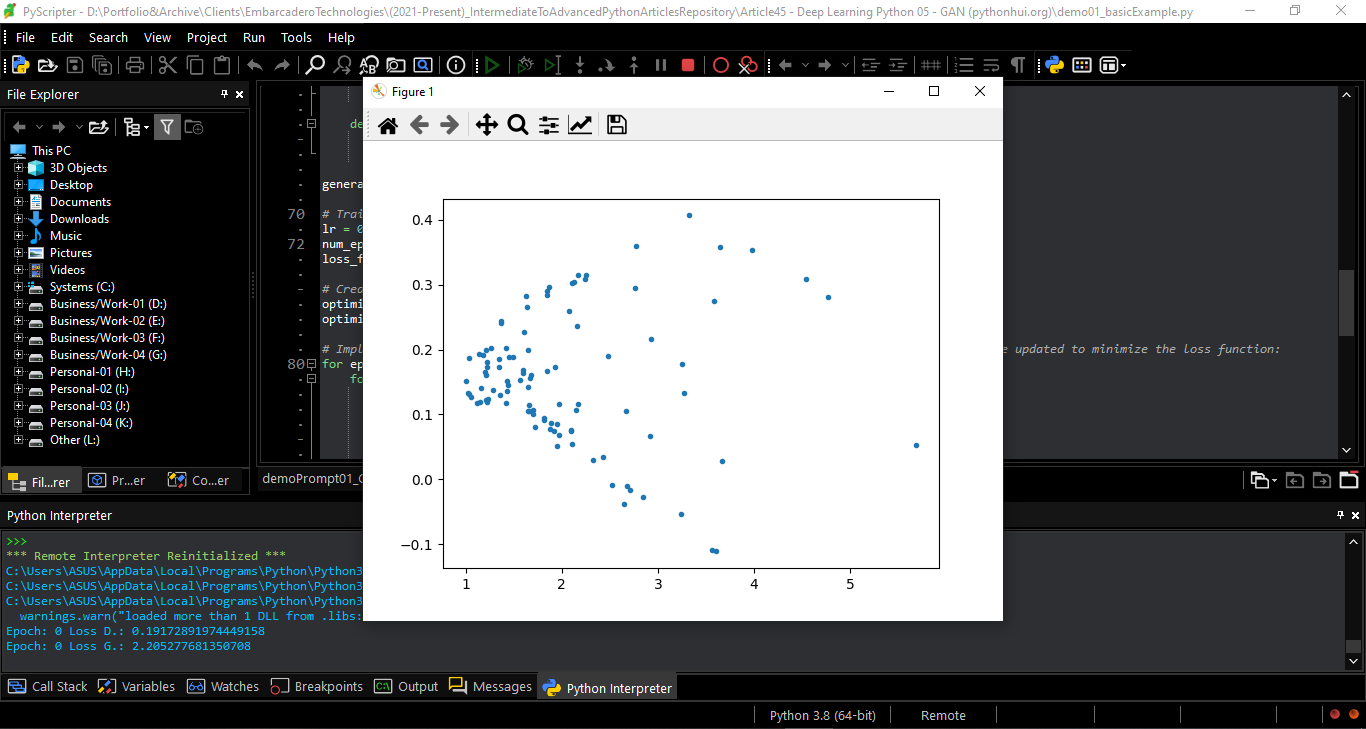 PyScripter - D:\Portfolio&Archive\Clients\EmbarcaderoTechnologies\(2021-Present)_IntermediateToAdvancedPythonArticlesRepository\Article45 - Deep Learning Python 05 - GAN (pythonhui.org)\demo01_basicExample.py
File Edit Search View Project Run Tools Help
File Explorer
This PC
3D Objects
Desktop
Documents
Downloads
Music
Pictures
Videos
Systems (C:)
Business/Work-01 (D:)
Business/Work-02 (E:)
Business/Work-03 (F:)
Business/Work-04 (G:)
Personal-01 (H:)
Personal-02 (I:)
Personal-03 (J:)
Personal-04 (K:)
Other (L:)
Fil...rer Pr...er Co...er
de
genera
70 # Trai
lr = 0
72 num_ep
loss_f
# Crea
optimi
optimi
# Impl e updated to minimize the loss function:
80 for ep
fo
demoPrompt01_
Figure 1
0.4
0.3
0.2
0.1
0.0
−0.1
1 2 3 4 5
Python Interpreter
>>>
*** Remote Interpreter Reinitialized ***
C:\Users\ASUS\AppData\Local\Programs\Python\Python3
C:\Users\ASUS\AppData\Local\Programs\Python\Python3
C:\Users\ASUS\AppData\Local\Programs\Python\Python3
warnings.warn("loaded more than 1 DLL from .libs:
Epoch: 0 Loss D.: 0.19172891974449158
Epoch: 0 Loss G.: 2.205277681350708
Call Stack Variables Watches Breakpoints Output Messages Python Interpreter
Python 3.8 (64-bit) Remote